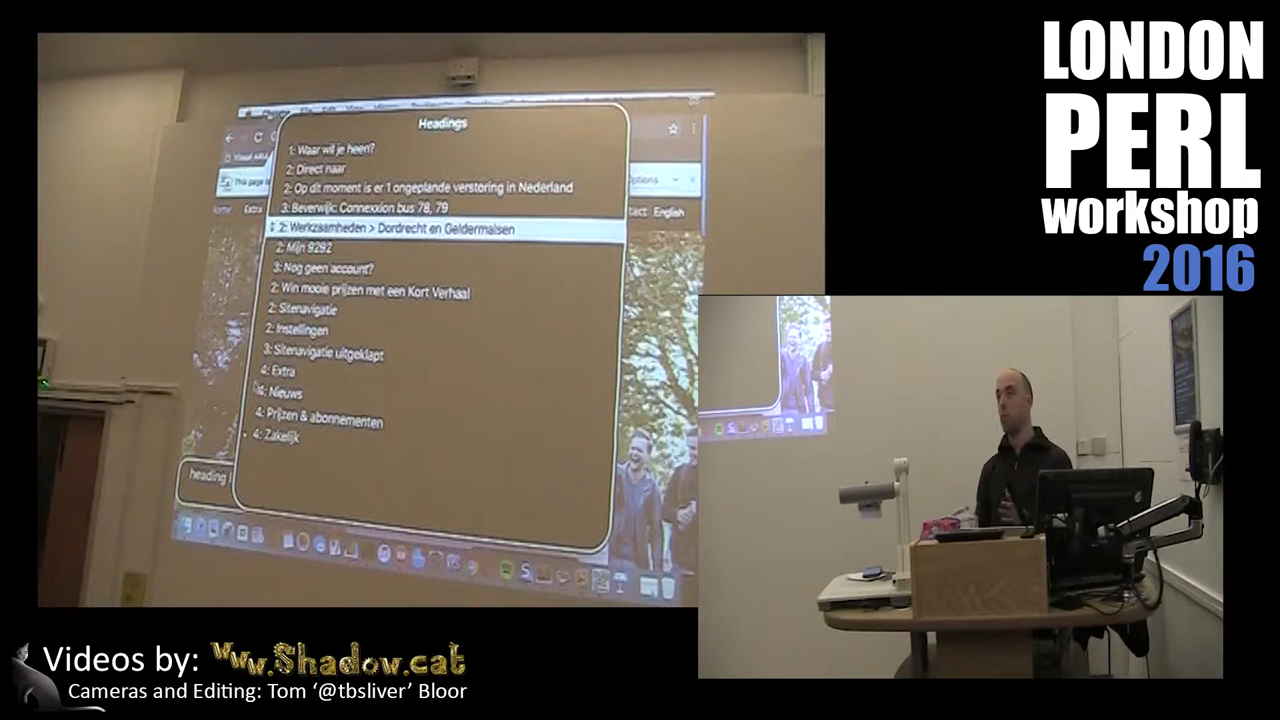 LONDON
PERL
workshop
2016
Headings
1: Waar wil je heen?
2: Direct naar
2: Op dit moment is er 1 ongeplande verstoring in Nederland
3: Beverwijk: Connexxion bus 78, 79
2: Werkzaamheden > Dordrecht en Geldermalsen
2: Mijn 9292
3: Nog geen account?
2: Win mooie prijzen met een Kort Verhaal
2: Sitenavigatie
2: Instellingen
3: Sitenavigatie uitgeklapt
4: Extra
4: Nieuws
4: Prijzen & abonnementen
4: Zakelijk
This page
Extra
English
heading
Videos by: Www.Shadow.cat
Cameras and Editing: Tom ‘@tbsliver’ Bloor